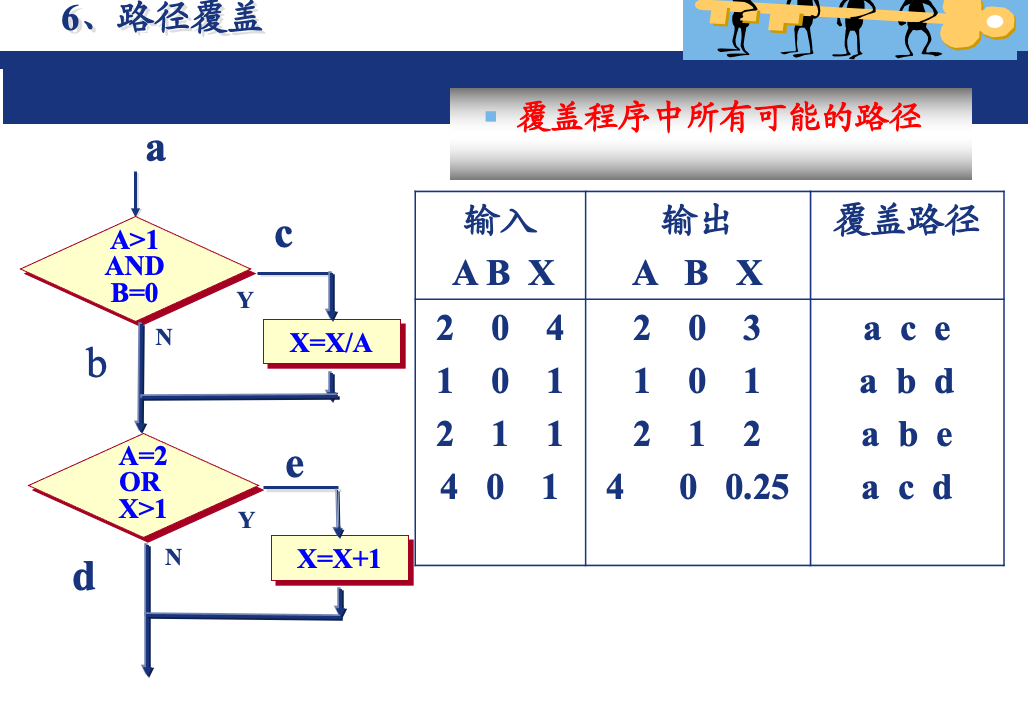 6、路径覆盖
覆盖程序中所有可能的路径
a
A>1
AND
B=0
c
Y
N
X=X/A
b
A=2
OR
X>1
e
Y
N
X=X+1
d
输入 输出 覆盖路径
A B X A B X
2 0 4 2 0 3 a c e
1 0 1 1 0 1 a b d
2 1 1 2 1 2 a b e
4 0 1 4 0 0.25 a c d